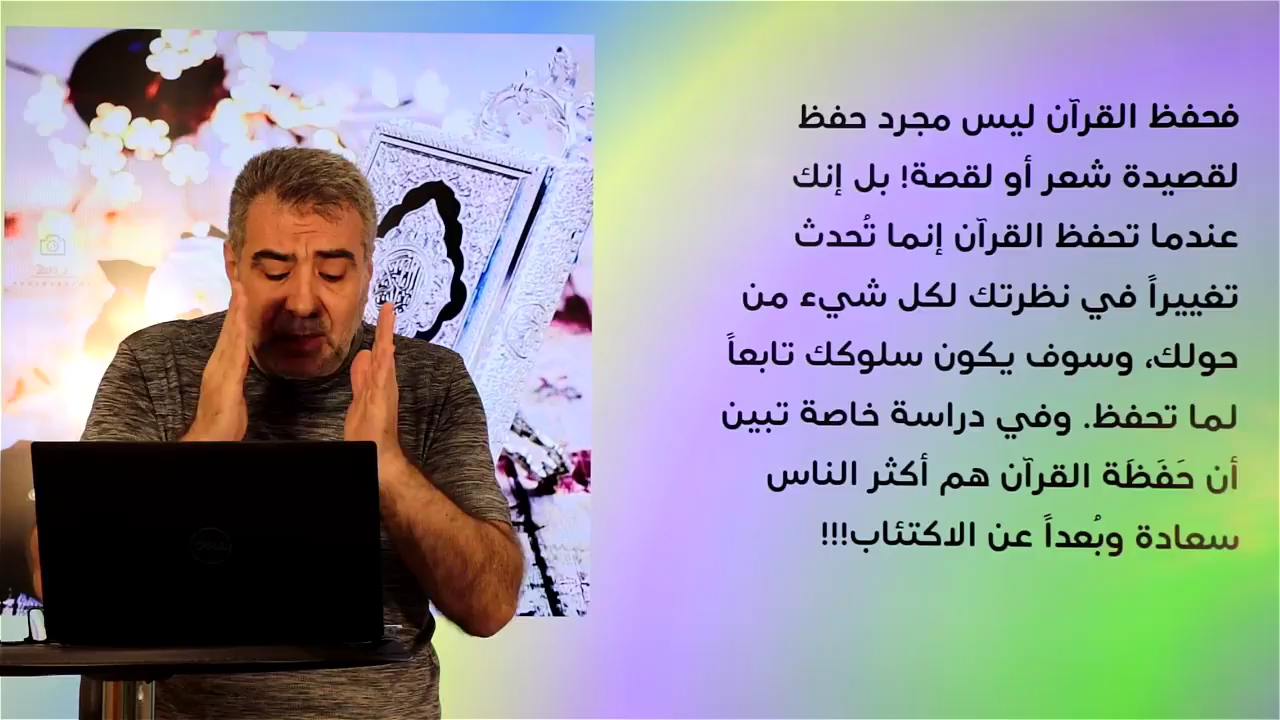 فحفظ القرآن ليس مجرد حفظ
لقصيدة شعر أو لقصة! بل إنك
عندما تحفظ القرآن إنما تُحدث
تغييراً في نظرتك لكل شيء من
حولك، وسوف يكون سلوكك تابعاً
لما تحفظ. وفي دراسة خاصة تبين
أن حَفَظَة القرآن هم أكثر الناس
سعادة وبُعداً عن الاكتئاب!!!